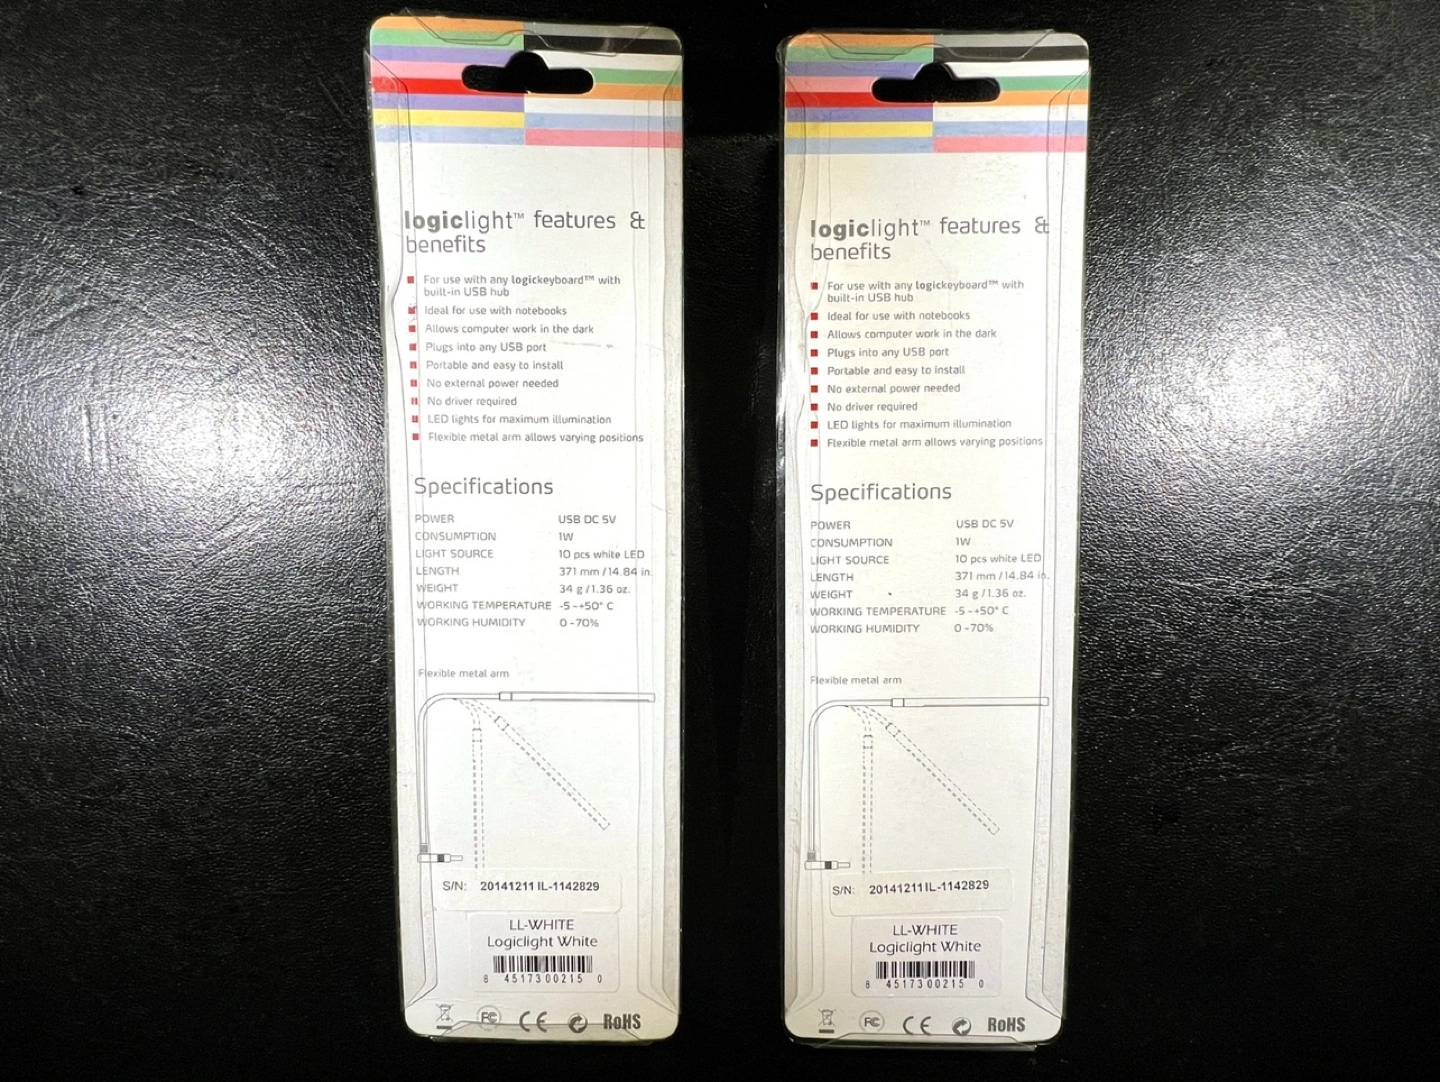 logiclight™ features &
benefits
For use with any logickeyboard™ with
built-in USB hub
Ideal for use with notebooks
Allows computer work in the dark
Plugs into any USB port
Portable and easy to install
No external power needed
No driver required
LED lights for maximum illumination
Flexible metal arm allows varying positions
Specifications
POWER USB DC 5V
CONSUMPTION 1W
LIGHT SOURCE 10 pcs white LED
LENGTH 371 mm / 14.84 in.
WEIGHT 34 g / 1.36 oz.
WORKING TEMPERATURE -5 ~ +50° C
WORKING HUMIDITY 0 ~ 70%
Flexible metal arm
S/N: 20141211 IL-1142829
LL-WHITE
Logiclight White
8 45173 00215 0
FC CE RoHS
logiclight™ features &
benefits
For use with any logickeyboard™ with
built-in USB hub
Ideal for use with notebooks
Allows computer work in the dark
Plugs into any USB port
Portable and easy to install
No external power needed
No driver required
LED lights for maximum illumination
Flexible metal arm allows varying positions
Specifications
POWER USB DC 5V
CONSUMPTION 1W
LIGHT SOURCE 10 pcs white LED
LENGTH 371 mm / 14.84 in.
WEIGHT 34 g / 1.36 oz.
WORKING TEMPERATURE -5 ~ +50° C
WORKING HUMIDITY 0 ~ 70%
Flexible metal arm
S/N: 20141211 IL-1142829
LL-WHITE
Logiclight White
8 45173 00215 0
FC CE RoHS